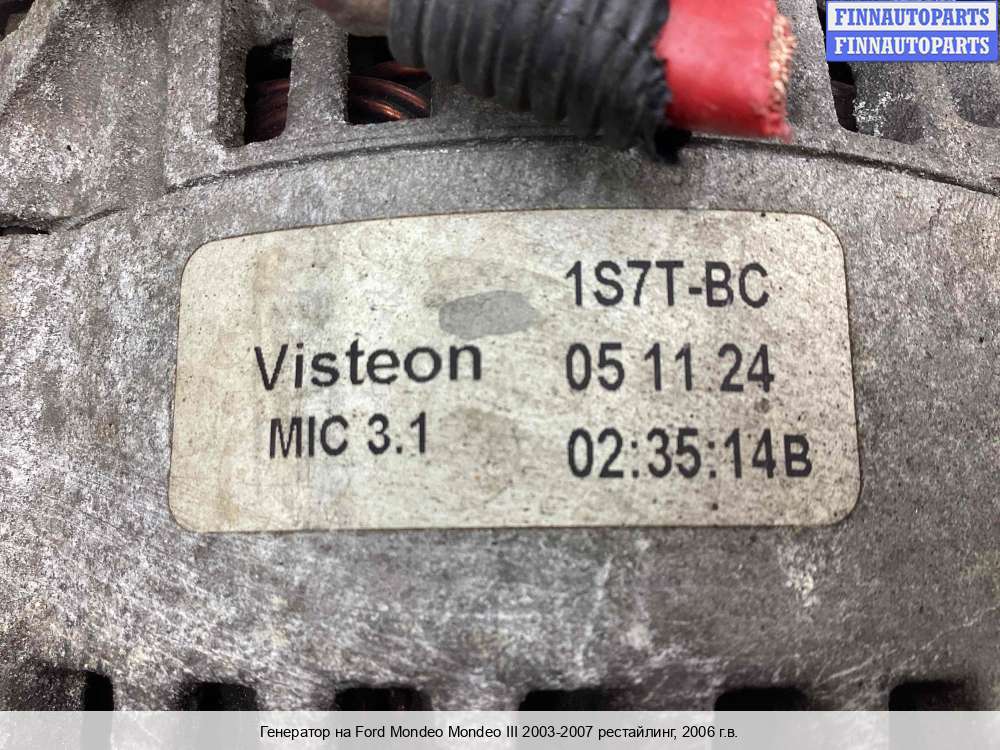 FINNAUTOPARTS
FINNAUTOPARTS
1S7T-BC
Visteon 05 11 24
MIC 3.1 02:35:14B
Генератор на Ford Mondeo Mondeo III 2003-2007 рестайлинг, 2006 г.в.